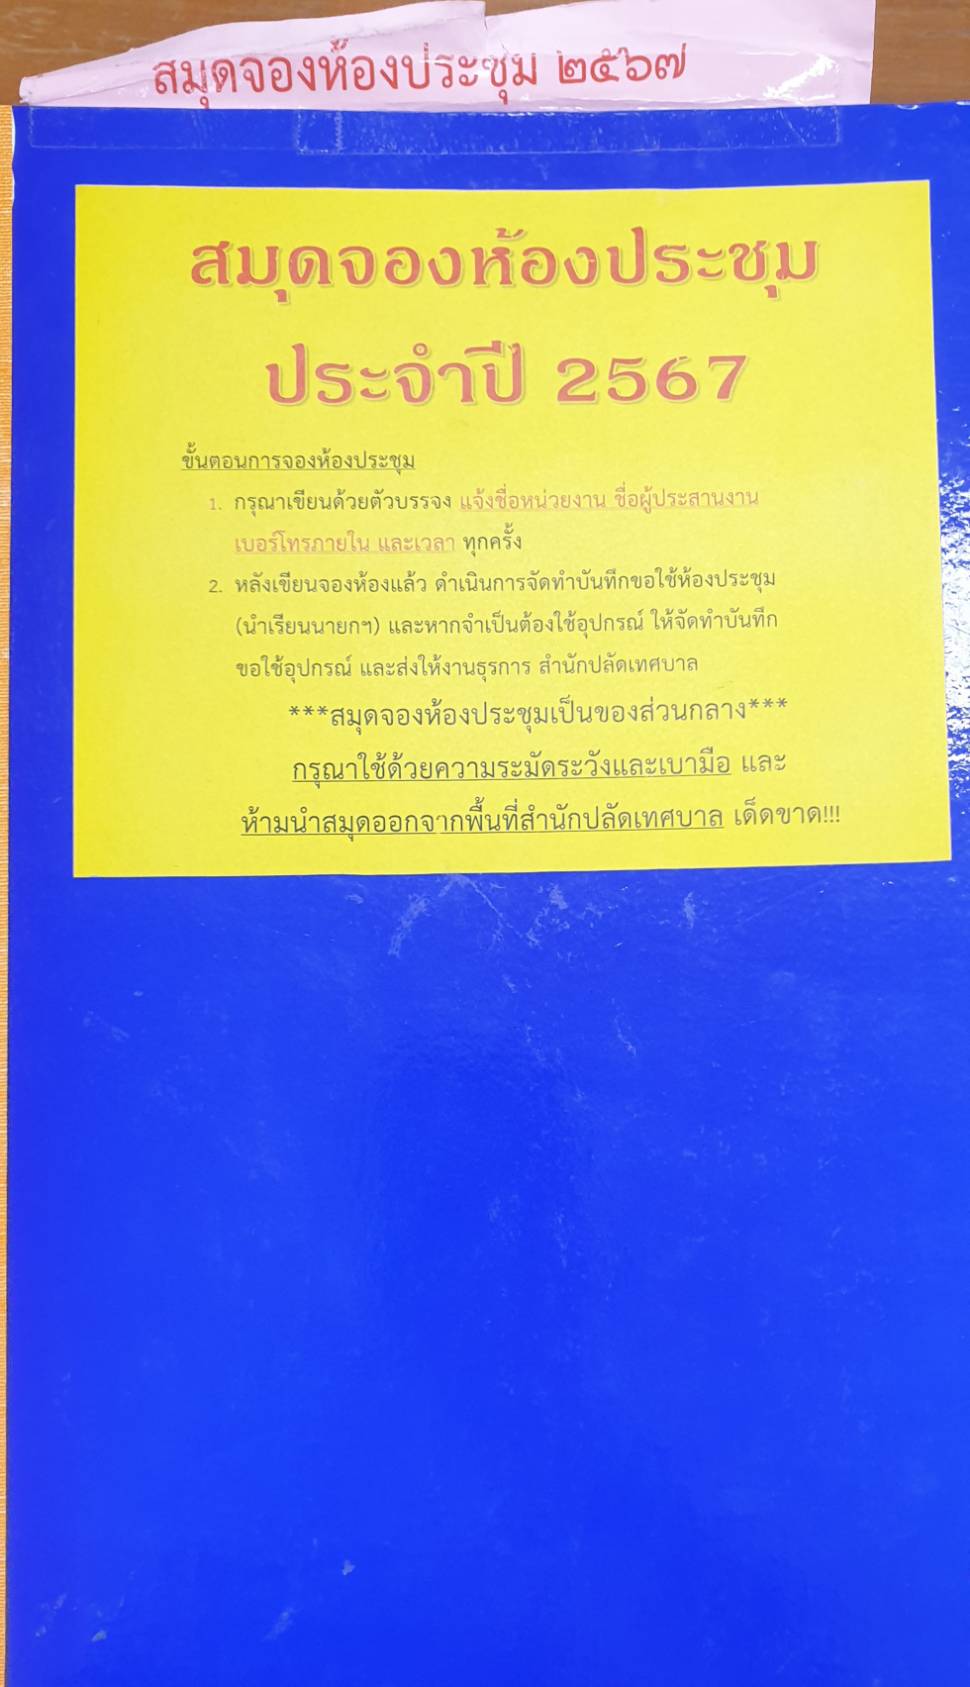 สมุดจองห้องประชุม ๒๕๖๗
สมุดจองห้องประชุม
ประจำปี 2567
ขั้นตอนการจองห้องประชุม
1. กรุณาเขียนด้วยตัวบรรจง แจ้งชื่อหน่วยงาน ชื่อผู้ประสานงาน
เบอร์โทรภายใน และเวลา ทุกครั้ง
2. หลังเขียนจองห้องแล้ว ดำเนินการจัดทำบันทึกขอใช้ห้องประชุม
(นำเรียนนายกฯ) และหากจำเป็นต้องใช้อุปกรณ์ ให้จัดทำบันทึก
ขอใช้อุปกรณ์ และส่งให้งานธุรการ สำนักปลัดเทศบาล
***สมุดจองห้องประชุมเป็นของส่วนกลาง***
กรุณาใช้ด้วยความระมัดระวังและเบามือ และ
ห้ามนำสมุดออกจากพื้นที่สำนักปลัดเทศบาล เด็ดขาด!!!